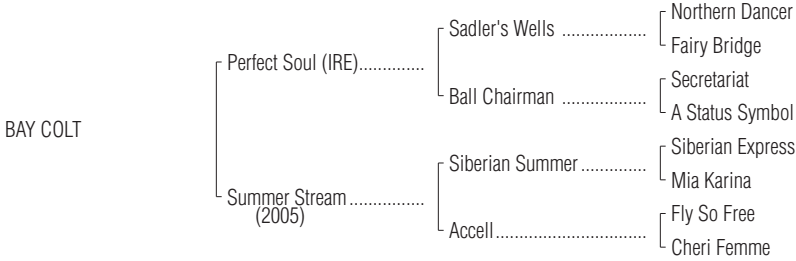 Northern Dancer
Sadler's Wells ..................
Fairy Bridge
Perfect Soul (IRE)..............
Secretariat
Ball Chairman ..................
A Status Symbol
BAY COLT
Siberian Express
Siberian Summer..............
Mia Karina
Summer Stream................
(2005)
Fly So Free
Accell................................
Cheri Femme